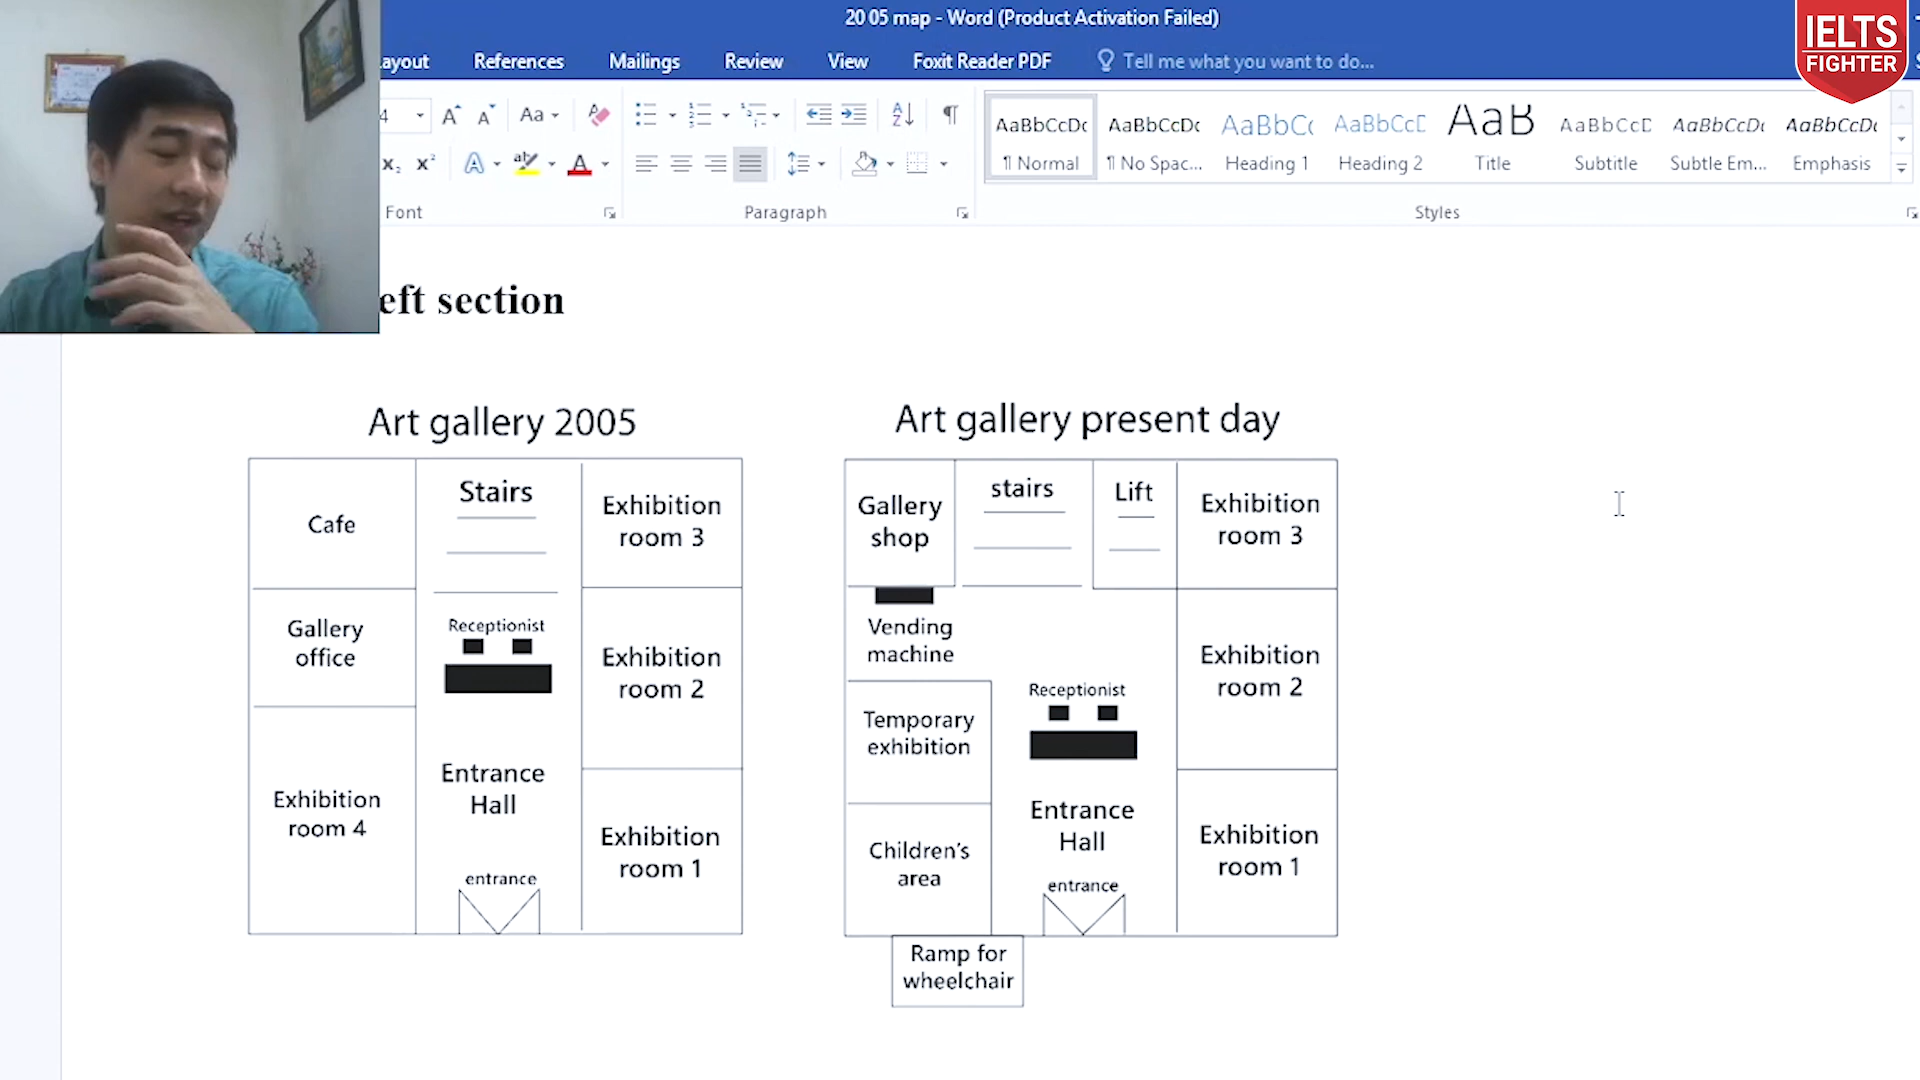 20 05 map - Word (Product Activation Failed)
IELTS
FIGHTER
References
Mailings
Review
View
Foxit Reader PDF
Tell me what you want to do...
Aa
AaBbCcDc
¶ Normal
AaBbCcDc
¶ No Spac...
AaBbCc
Heading 1
AaBbCcD
Heading 2
AaB
Title
AaBbCcD
Subtitle
AaBbCcDc
Subtle Em...
AaBbCcDc
Emphasis
Font
Paragraph
Styles
section
Art gallery 2005
Cafe
Stairs
Exhibition
room 3
Gallery
office
Receptionist
Exhibition
room 2
Exhibition
room 4
Entrance
Hall
Exhibition
room 1
entrance
Art gallery present day
Gallery
shop
stairs
Lift
Exhibition
room 3
Vending
machine
Exhibition
room 2
Receptionist
Temporary
exhibition
Entrance
Hall
Exhibition
room 1
Children's
area
entrance
Ramp for
wheelchair